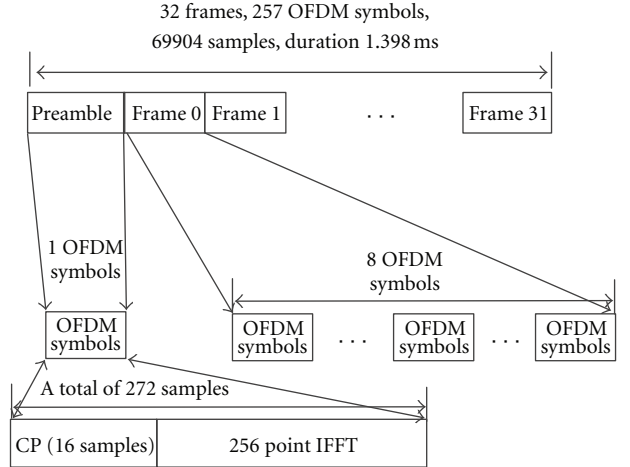 32 frames, 257 OFDM symbols,
69904 samples, duration 1.398 ms
Preamble Frame 0 Frame 1 . . . Frame 31
1 OFDM
symbols
8 OFDM
symbols
OFDM
symbols
OFDM
symbols
. . .
OFDM
symbols
. . .
OFDM
symbols
A total of 272 samples
CP (16 samples) 256 point IFFT